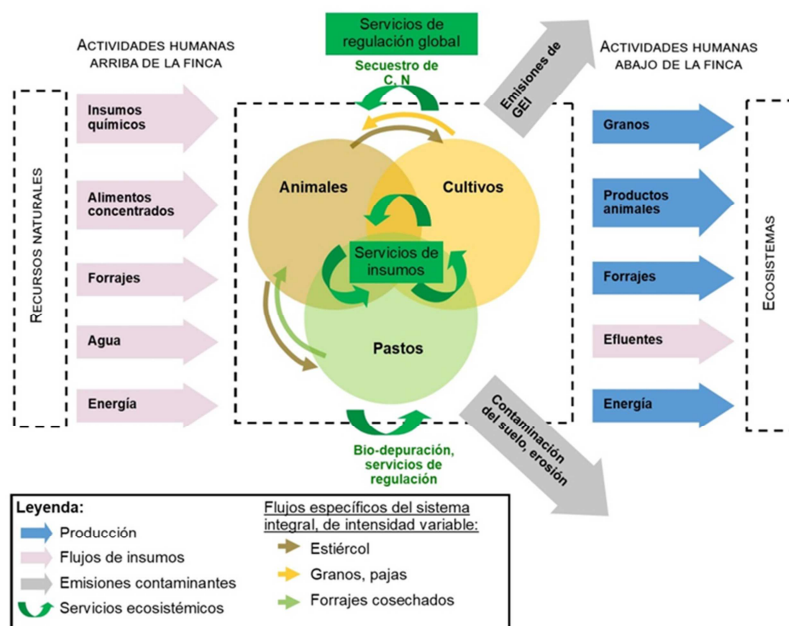 ACTIVIDADES HUMANAS
ARRIBA DE LA FINCA
Servicios de
regulación global
Secuestro de
C, N
Emisiones de
GEI
ACTIVIDADES HUMANAS
ABAJO DE LA FINCA
RECURSOS NATURALES
Insumos
químicos
Alimentos
concentrados
Forrajes
Agua
Energía
Animales
Cultivos
Servicios de
insumos
Pastos
Bio-depuración,
servicios de
regulación
Contaminación
del suelo, erosión
Granos
Productos
animales
Forrajes
Efluentes
Energía
ECOSISTEMAS
Leyenda:
Producción
Flujos de insumos
Emisiones contaminantes
Servicios ecosistémicos
Flujos específicos del sistema
integral, de intensidad variable:
Estiércol
Granos, pajas
Forrajes cosechados